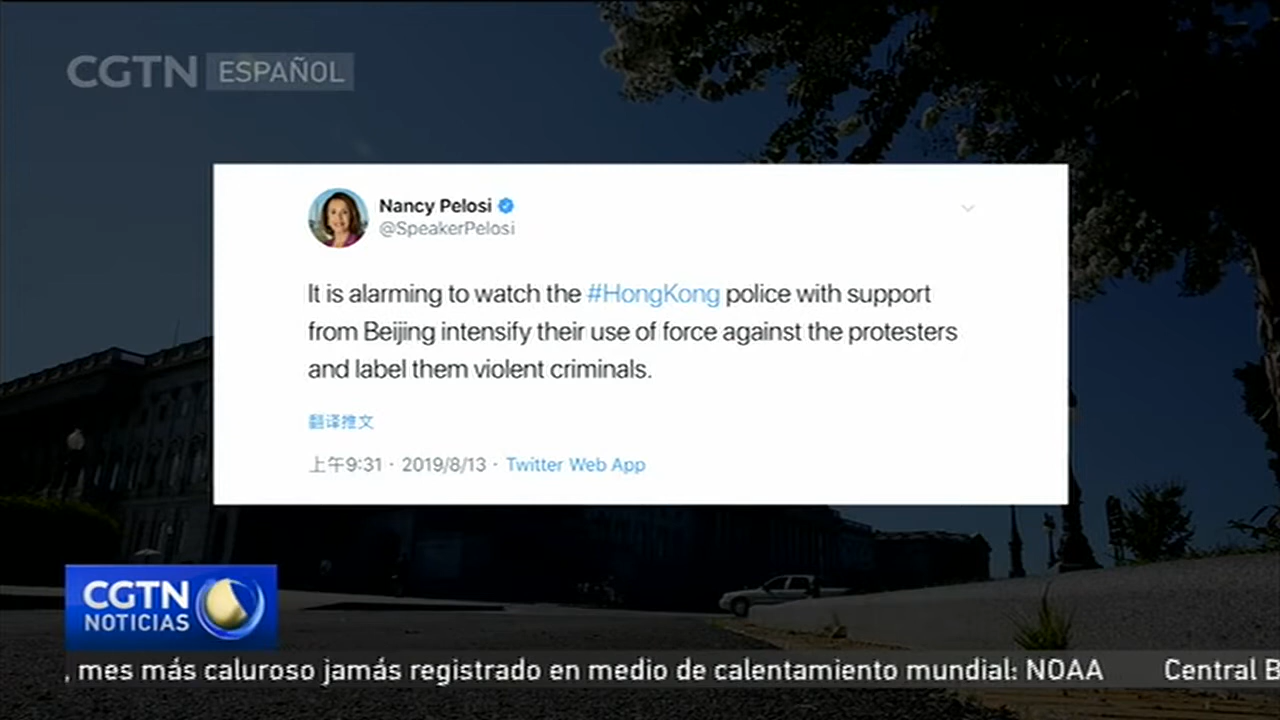 CGTN ESPAÑOL
Nancy Pelosi
@SpeakerPelosi
It is alarming to watch the #HongKong police with support
from Beijing intensify their use of force against the protesters
and label them violent criminals.
翻译推文
上午9:31 · 2019/8/13 · Twitter Web App
CGTN
NOTICIAS
, mes más caluroso jamás registrado en medio de calentamiento mundial: NOAA Central B